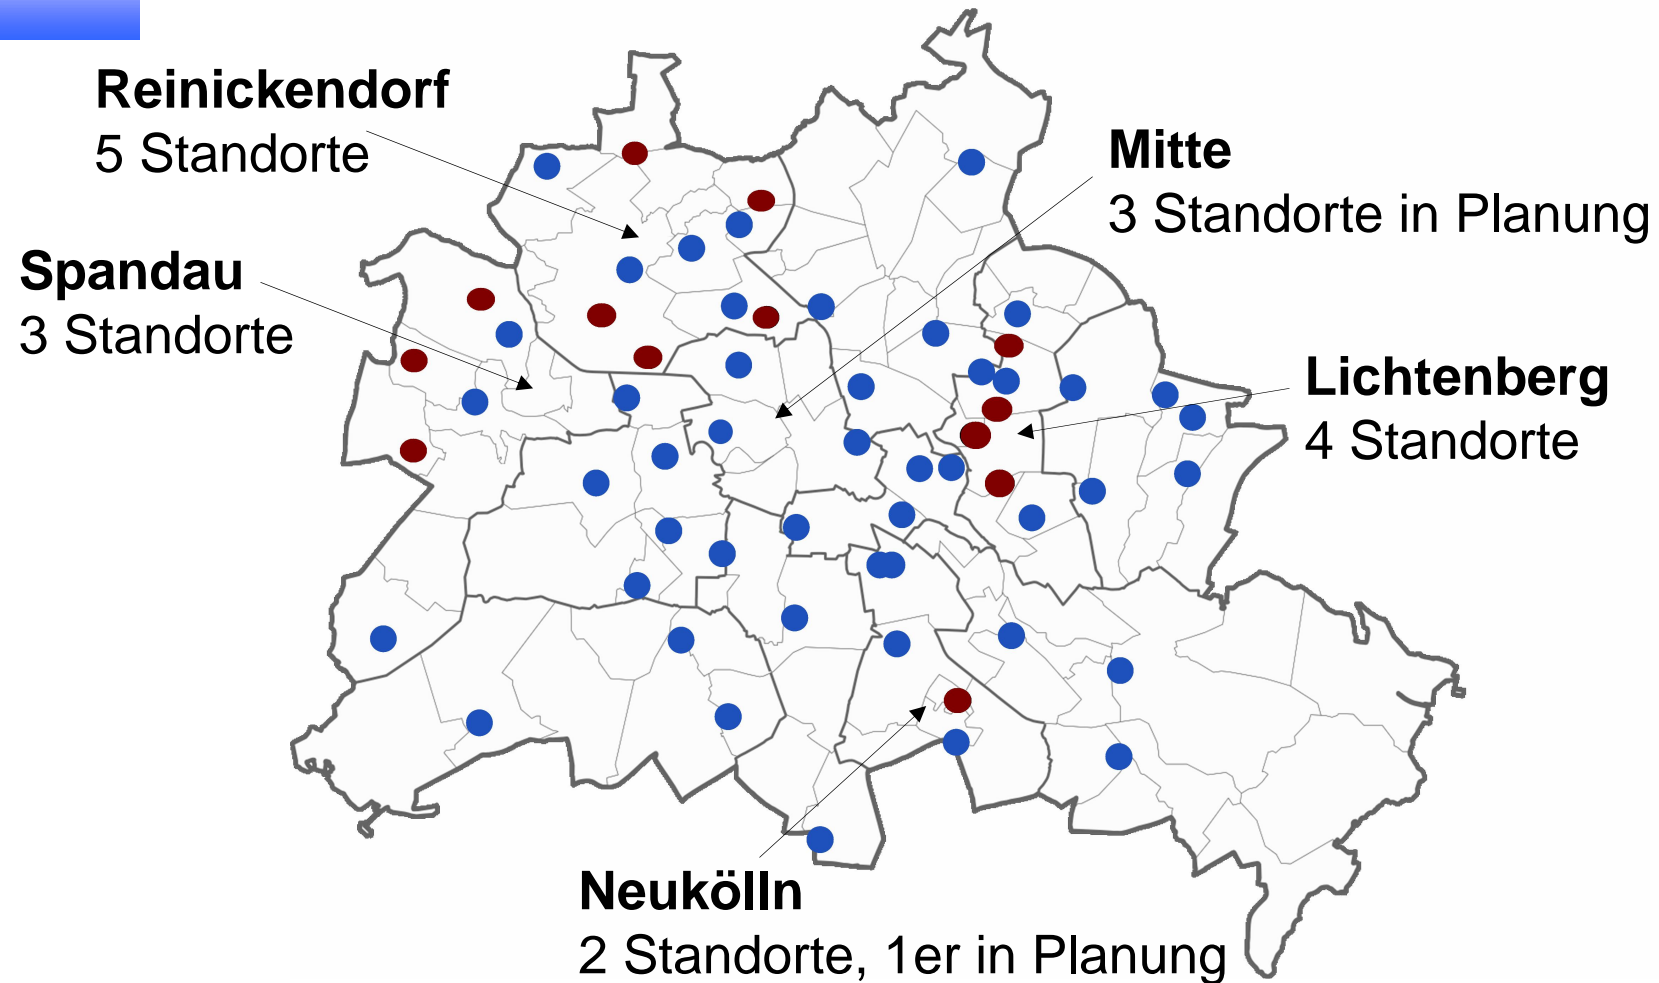 Reinickendorf
5 Standorte
Mitte
3 Standorte in Planung
Spandau
3 Standorte
Lichtenberg
4 Standorte
Neukölln
2 Standorte, 1er in Planung